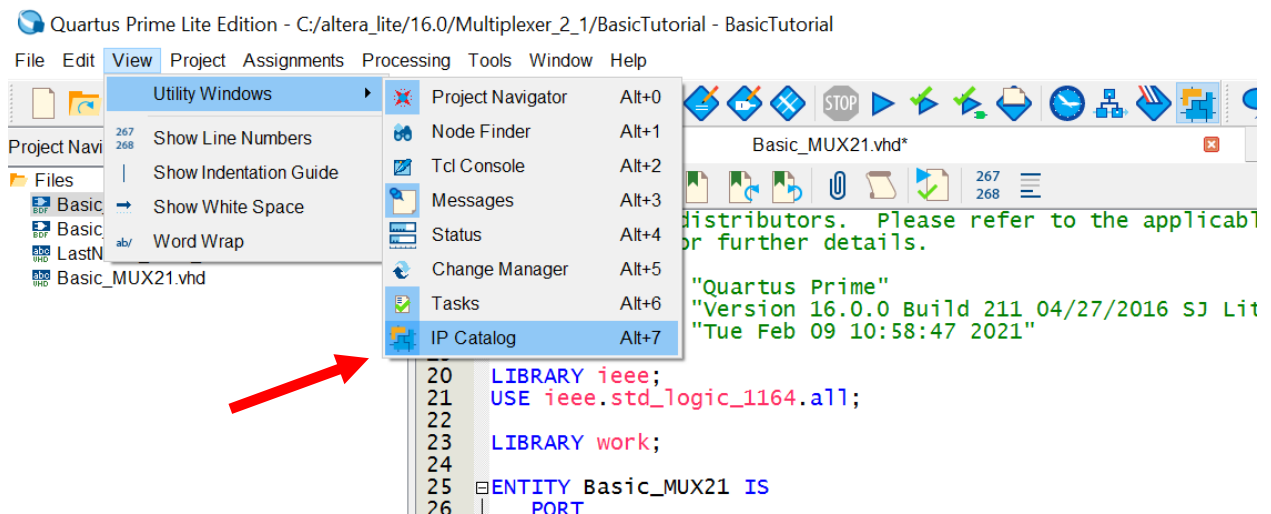 Quartus Prime Lite Edition - C:/altera_lite/16.0/Multiplexer_2_1/BasicTutorial - BasicTutorial
File Edit View Project Assignments Processing Tools Window Help
Utility Windows
267
268 Show Line Numbers
Show Indentation Guide
Show White Space
ab/ Word Wrap
Project Navigator Alt+0
Node Finder Alt+1
Tcl Console Alt+2
Messages Alt+3
Status Alt+4
Change Manager Alt+5
Tasks Alt+6
IP Catalog Alt+7
STOP
Project Navi
Files
BDF Basic_
BDF Basic_
abc VHD LastN
abc VHD Basic_MUX21.vhd
Basic_MUX21.vhd*
267
268
distributors. Please refer to the applicabl
or further details.
"Quartus Prime"
"Version 16.0.0 Build 211 04/27/2016 SJ Lit
"Tue Feb 09 10:58:47 2021"
20 LIBRARY ieee;
21 USE ieee.std_logic_1164.all;
22
23 LIBRARY work;
24
25 ENTITY Basic_MUX21 IS
26 PORT